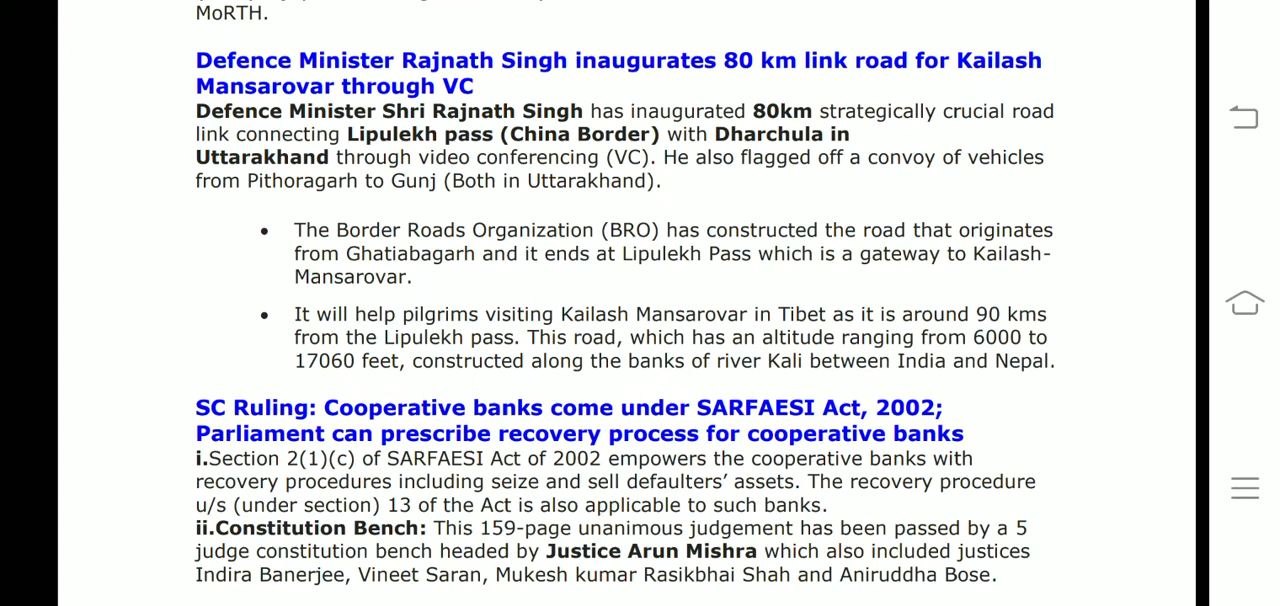 MoRTH.
Defence Minister Rajnath Singh inaugurates 80 km link road for Kailash
Mansarovar through VC
Defence Minister Shri Rajnath Singh has inaugurated 80km strategically crucial road
link connecting Lipulekh pass (China Border) with Dharchula in
Uttarakhand through video conferencing (VC). He also flagged off a convoy of vehicles
from Pithoragarh to Gunj (Both in Uttarakhand).
• The Border Roads Organization (BRO) has constructed the road that originates
from Ghatiabagarh and it ends at Lipulekh Pass which is a gateway to Kailash-
Mansarovar.
• It will help pilgrims visiting Kailash Mansarovar in Tibet as it is around 90 kms
from the Lipulekh pass. This road, which has an altitude ranging from 6000 to
17060 feet, constructed along the banks of river Kali between India and Nepal.
SC Ruling: Cooperative banks come under SARFAESI Act, 2002;
Parliament can prescribe recovery process for cooperative banks
i.Section 2(1)(c) of SARFAESI Act of 2002 empowers the cooperative banks with
recovery procedures including seize and sell defaulters’ assets. The recovery procedure
u/s (under section) 13 of the Act is also applicable to such banks.
ii.Constitution Bench: This 159-page unanimous judgement has been passed by a 5
judge constitution bench headed by Justice Arun Mishra which also included justices
Indira Banerjee, Vineet Saran, Mukesh kumar Rasikbhai Shah and Aniruddha Bose.